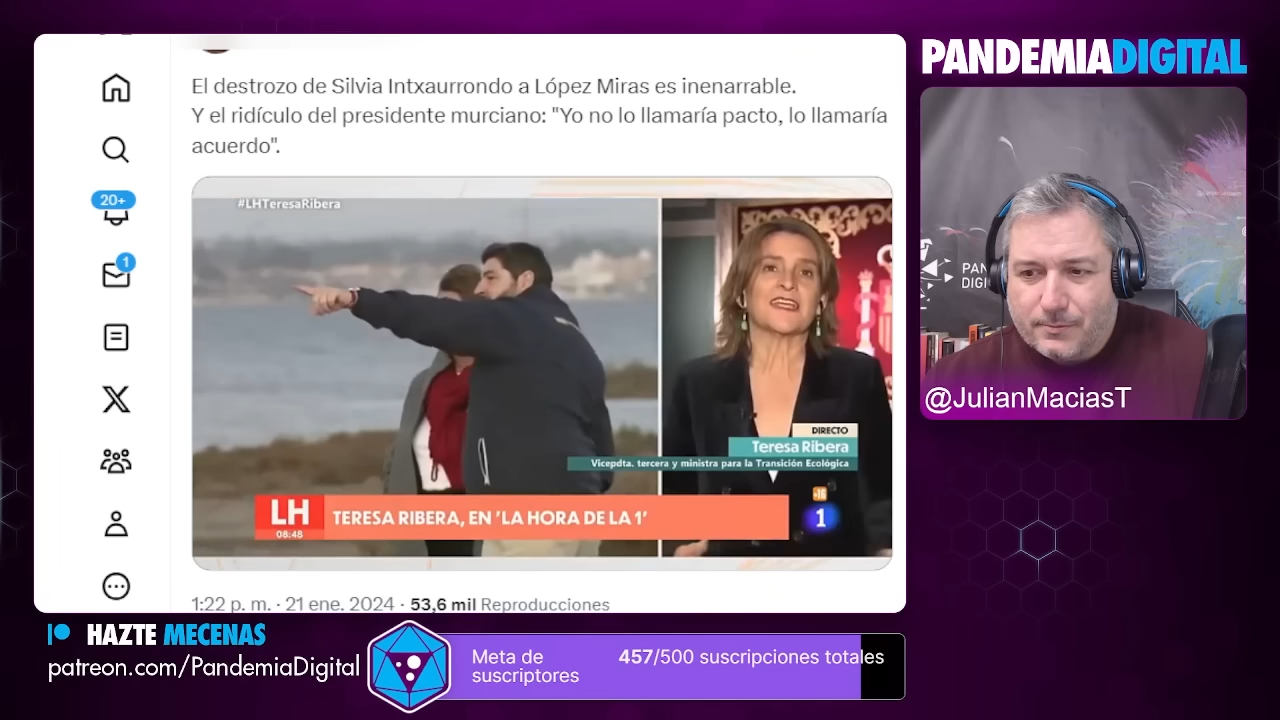 El destrozo de Silvia Intxaurrondo a López Miras es inenarrable.
Y el ridículo del presidente murciano: "Yo no lo llamaría pacto, lo llamaría
acuerdo".
20+
1
#LHTeresaRibera
DIRECTO
Teresa Ribera
Vicepdta. tercera y ministra para la Transición Ecológica
LH
08:48
TERESA RIBERA, EN 'LA HORA DE LA 1'
+16
1
1:22 p. m. · 21 ene. 2024 · 53,6 mil Reproducciones
PANDEMIADIGITAL
PAN
DIGI
@JulianMaciasT
HAZTE MECENAS
patreon.com/PandemiaDigital
Meta de
suscriptores
457/500 suscripciones totales